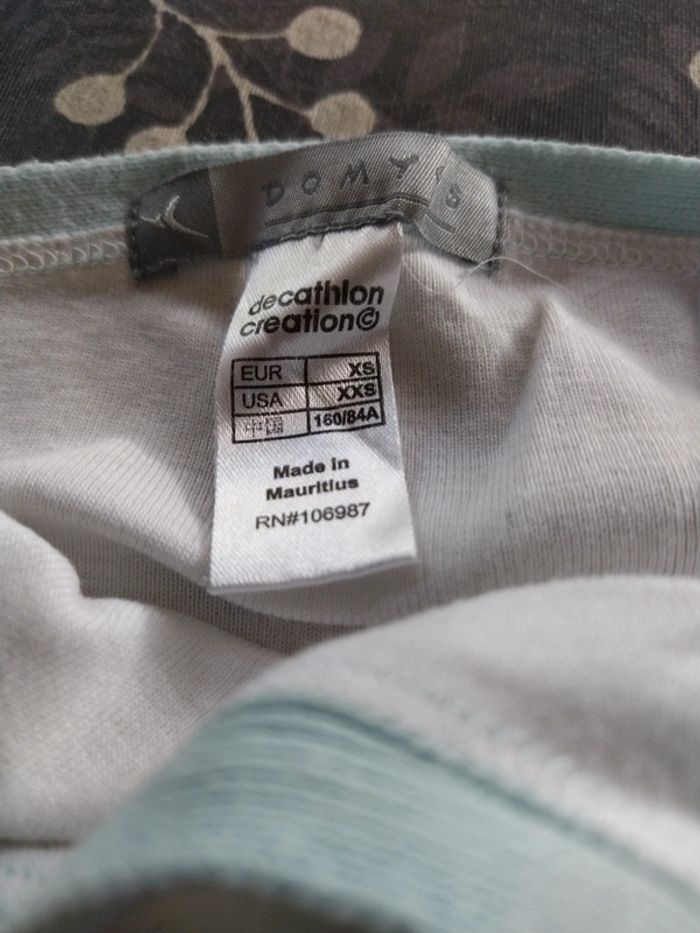 DOMYOS
decathlon
creation©
EUR XS
USA XXS
中国 160/84A
Made in
Mauritius
RN#106987